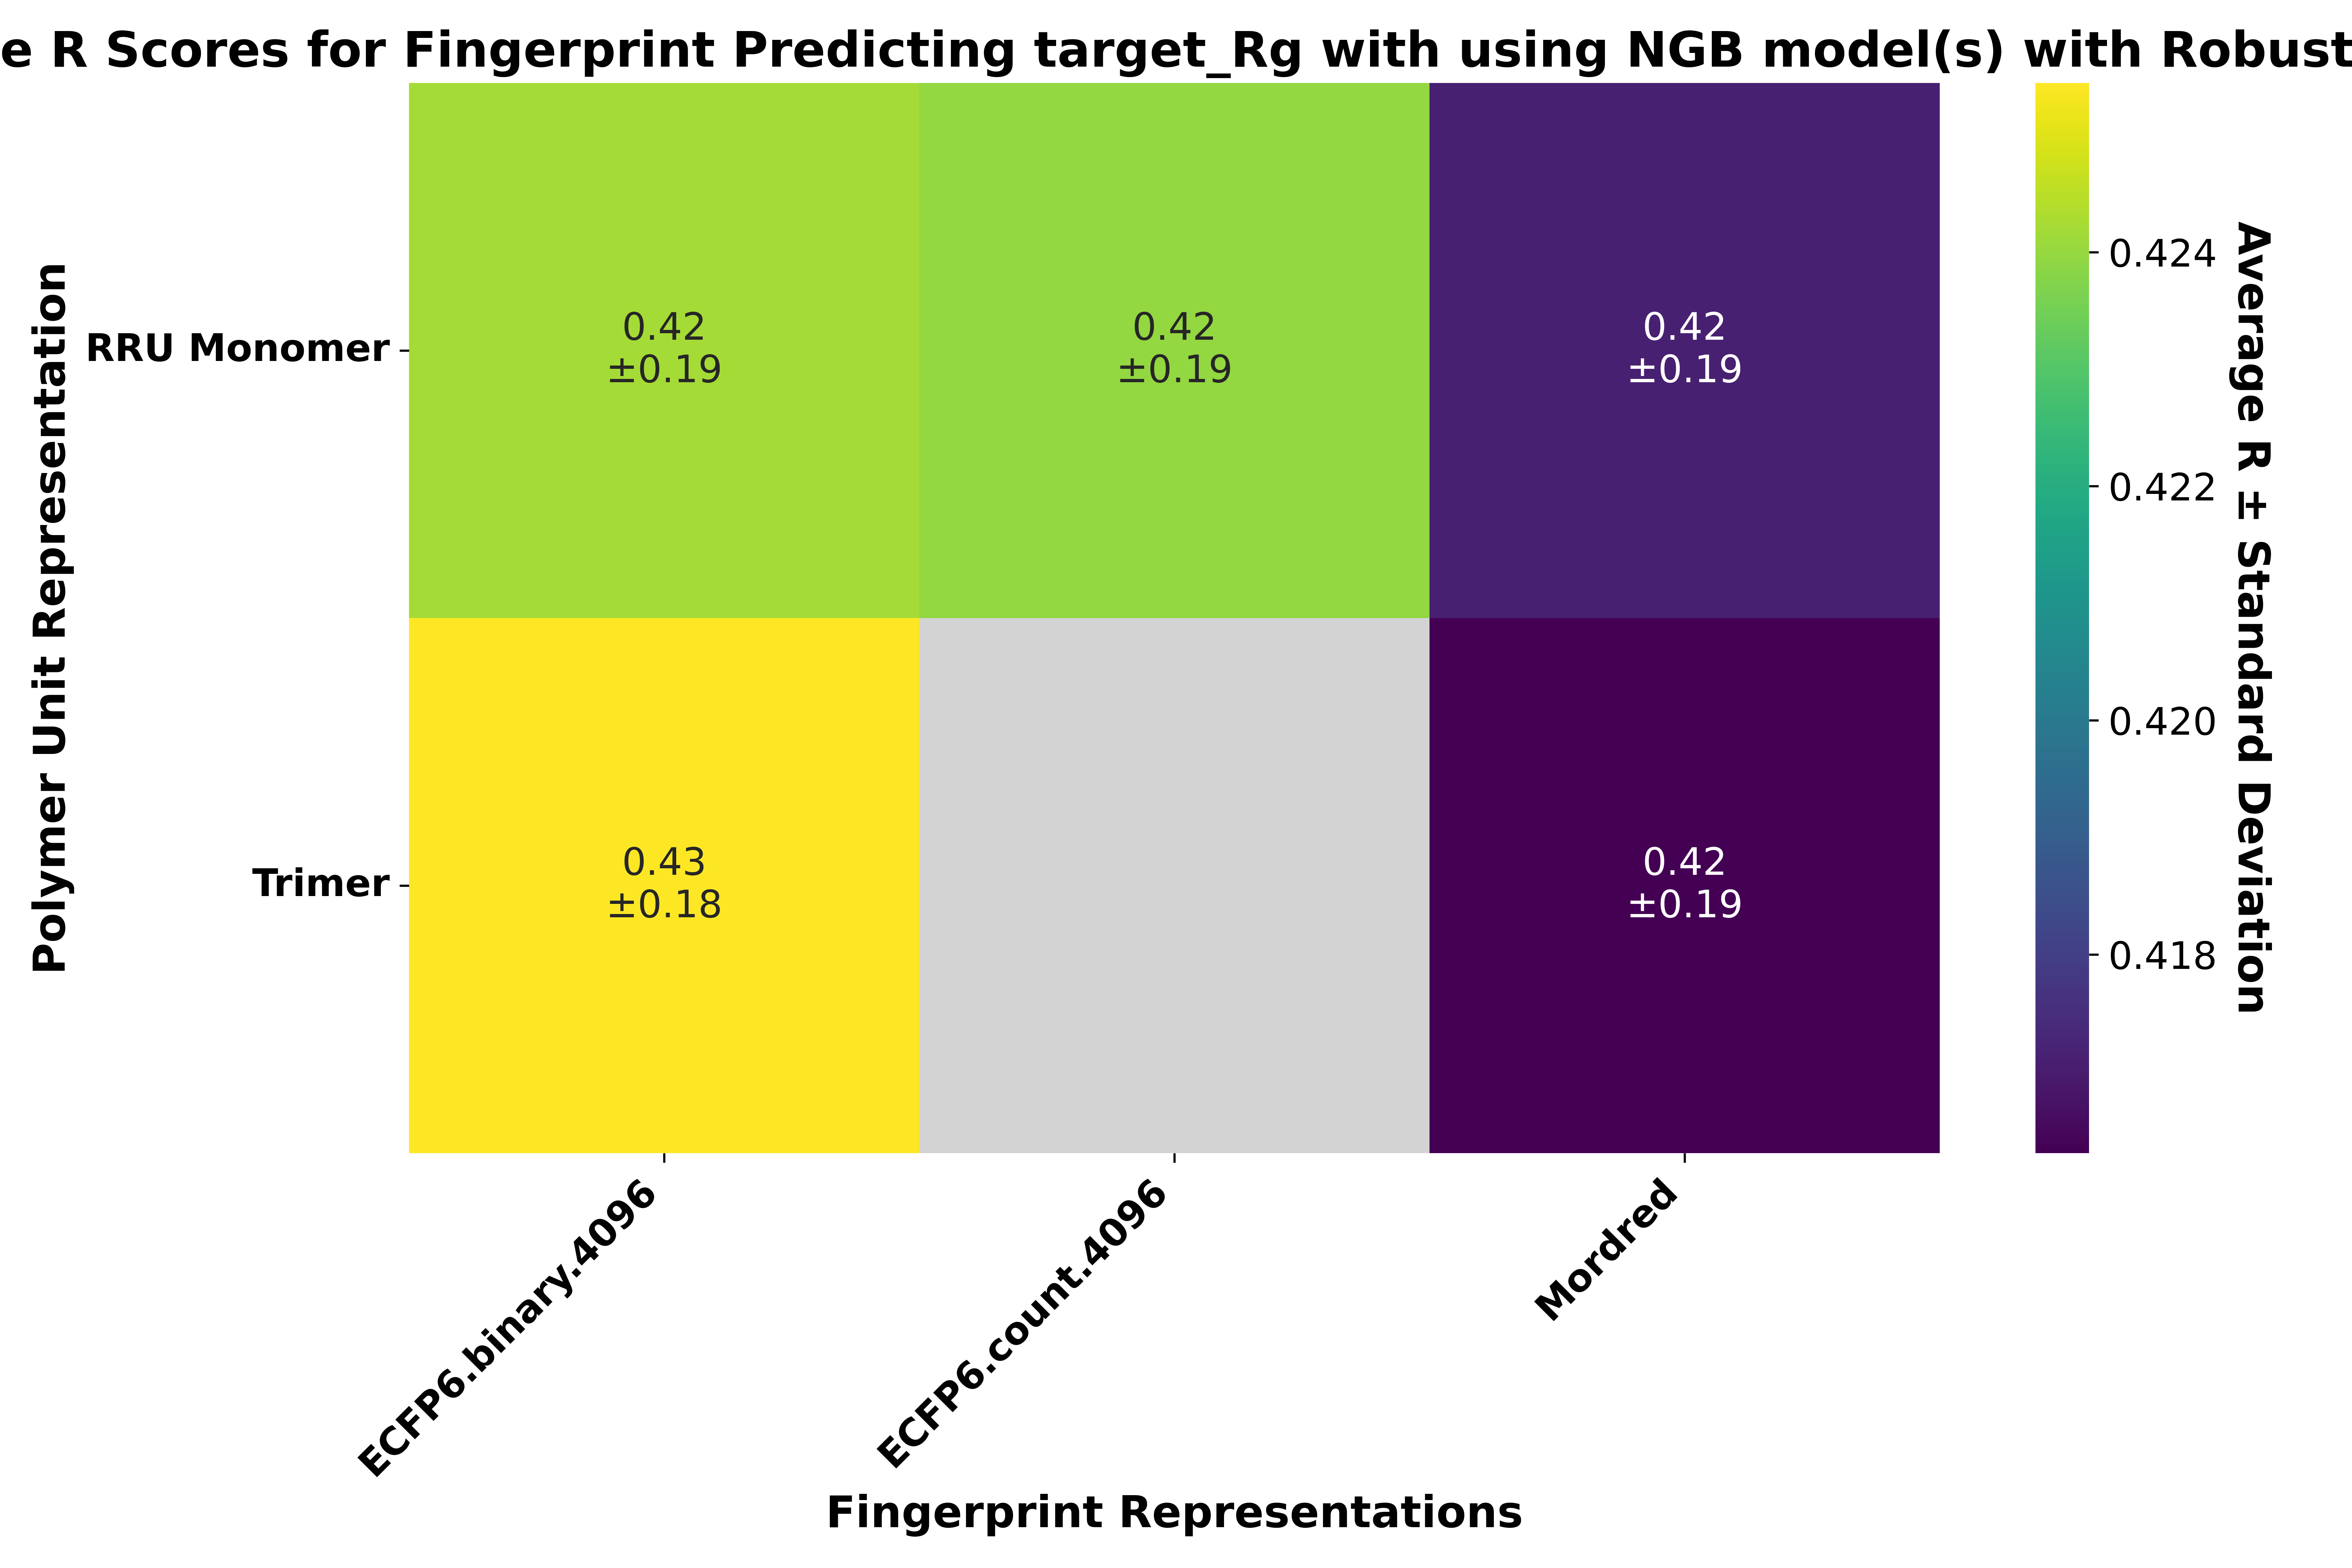 e R Scores for Fingerprint Predicting target_Rg with using NGB model(s) with Robust
Polymer Unit Representation
RRU Monomer
Trimer
0.42
±0.19
0.42
±0.19
0.42
±0.19
0.43
±0.18
0.42
±0.19
ECFP6.binary.4096
ECFP6.count.4096
Mordred
Fingerprint Representations
0.424
0.422
0.420
0.418
Average R ± Standard Deviation